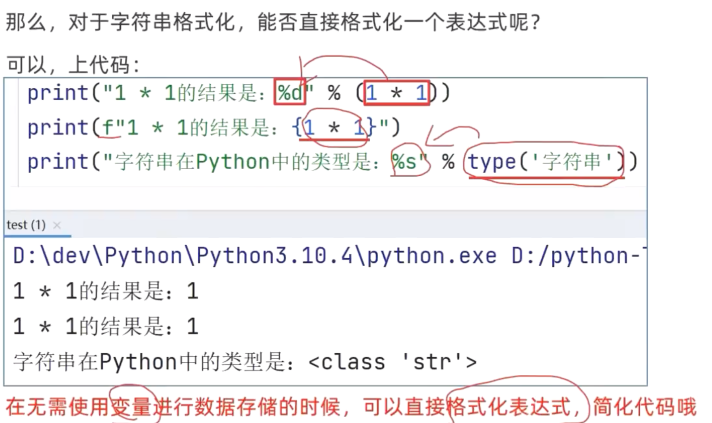 那么，对于字符串格式化，能否直接格式化一个表达式呢？
可以，上代码：
print("1 * 1的结果是：%d" % (1 * 1))
print(f"1 * 1的结果是：{1 * 1}")
print("字符串在Python中的类型是：%s" % type('字符串'))
test (1) ×
D:\dev\Python\Python3.10.4\python.exe D:/python-
1 * 1的结果是：1
1 * 1的结果是：1
字符串在Python中的类型是：<class 'str'>
在无需使用变量进行数据存储的时候，可以直接格式化表达式，简化代码哦